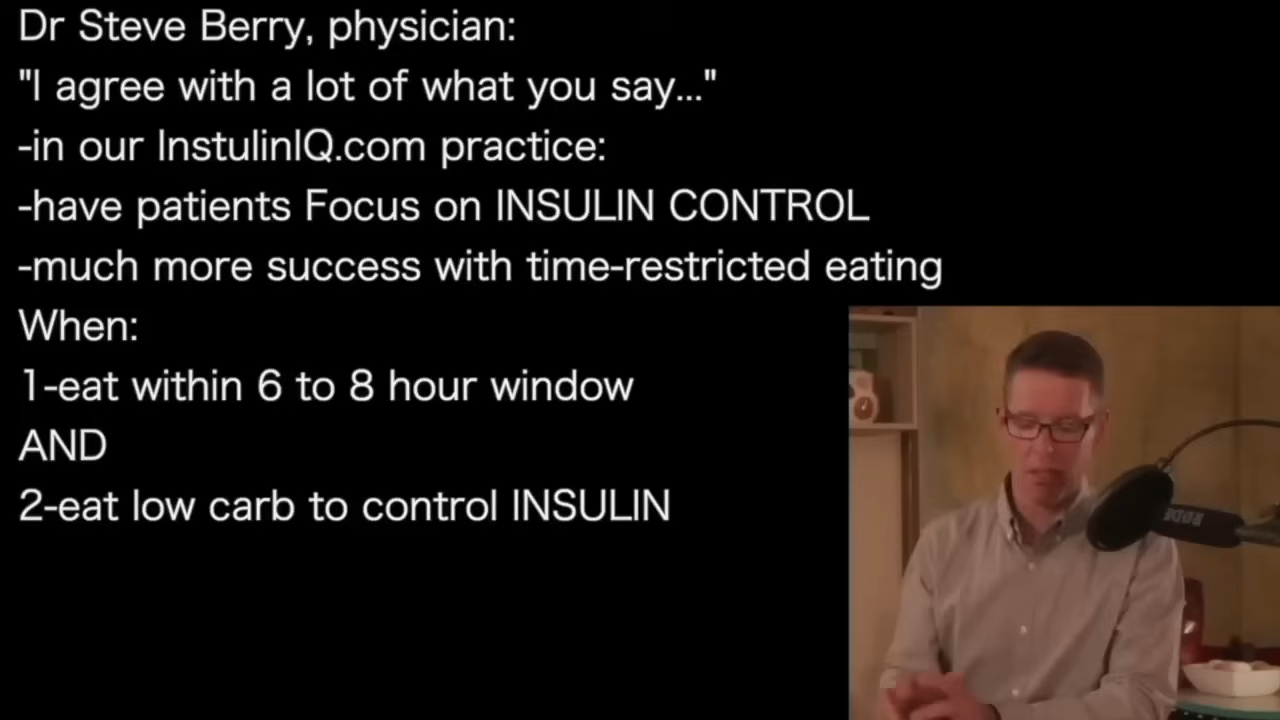 Dr Steve Berry, physician:
"I agree with a lot of what you say..."
-in our InstulinIQ.com practice:
-have patients Focus on INSULIN CONTROL
-much more success with time-restricted eating
When:
1-eat within 6 to 8 hour window
AND
2-eat low carb to control INSULIN
RØDE